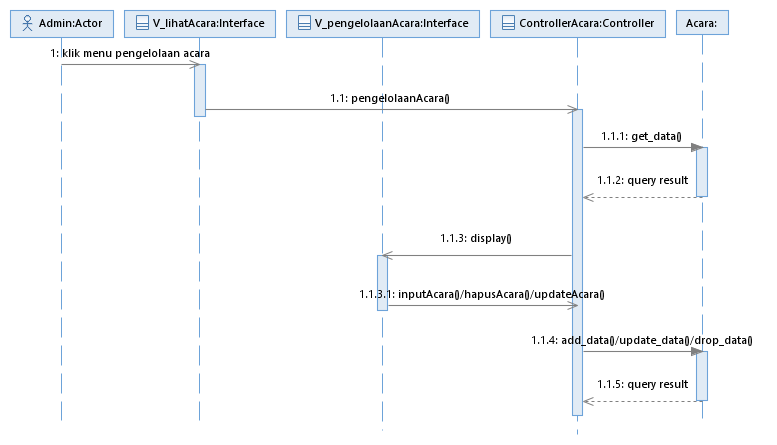 Admin:Actor
V_lihatAcara:Interface
V_pengelolaanAcara:Interface
ControllerAcara:Controller
Acara:
1: klik menu pengelolaan acara
1.1: pengelolaanAcara()
1.1.1: get_data()
1.1.2: query result
1.1.3: display()
1.1.3.1: inputAcara()/hapusAcara()/updateAcara()
1.1.4: add_data()/update_data()/drop_data()
1.1.5: query result